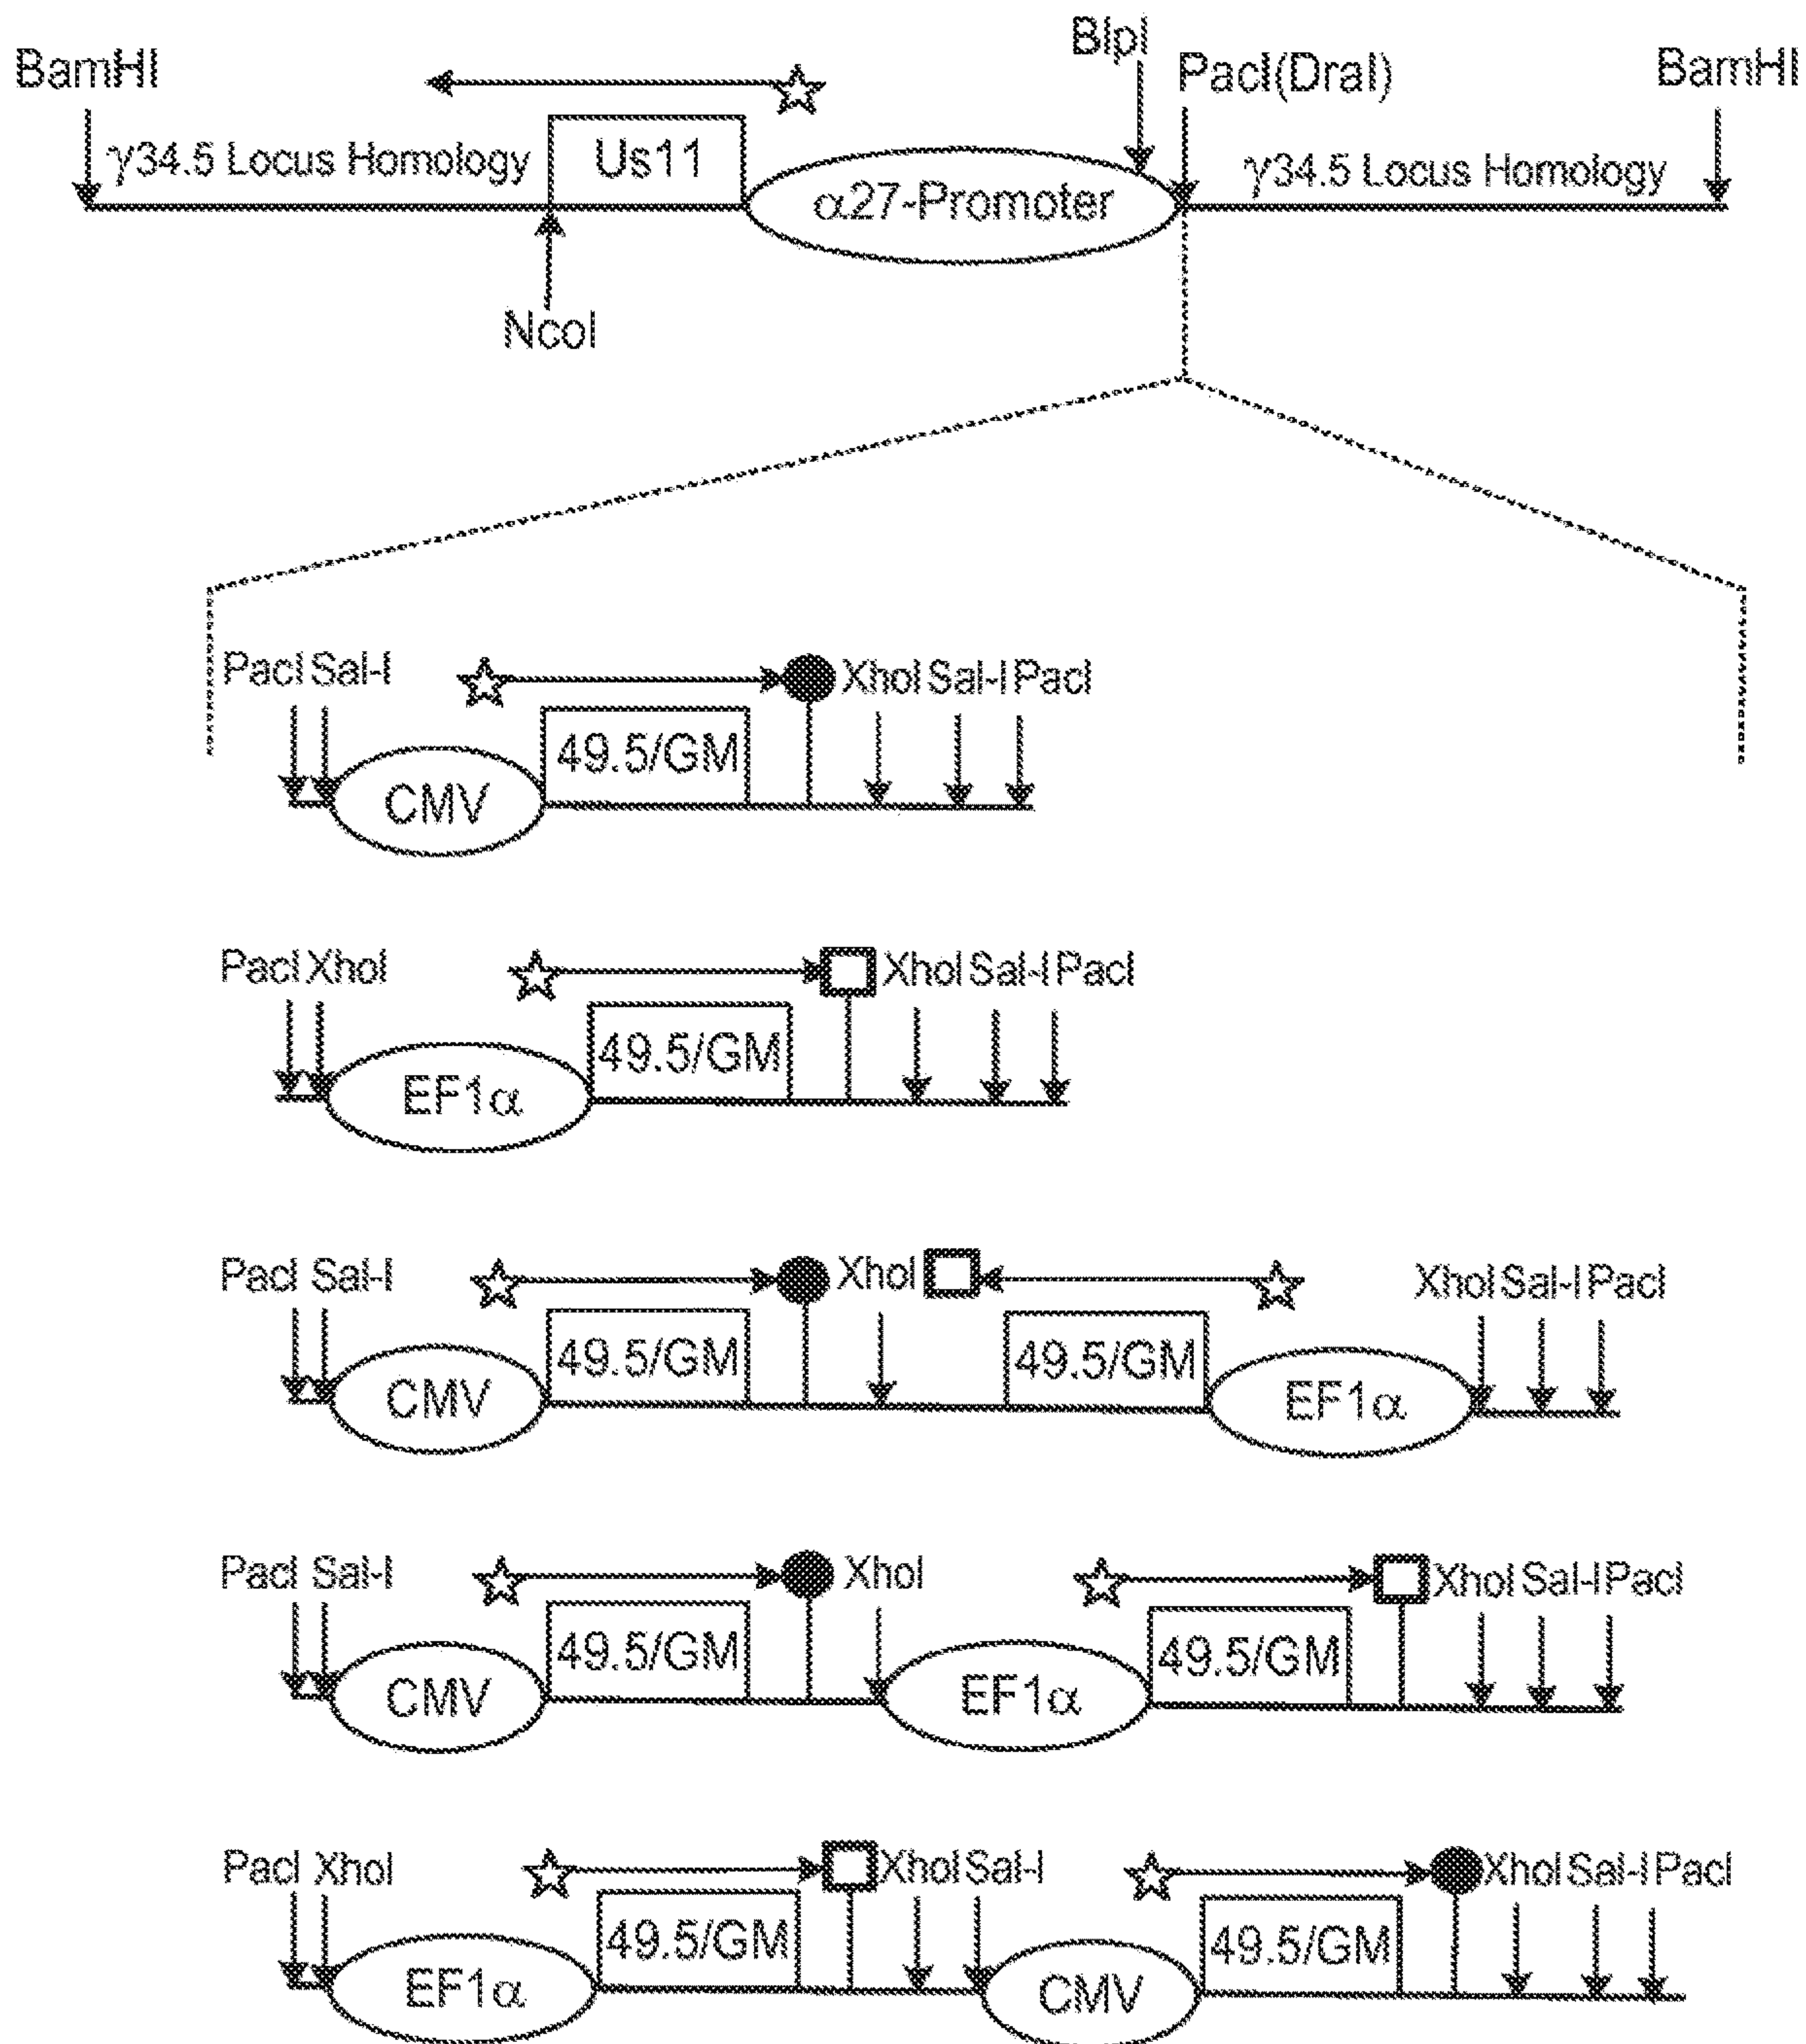 BlpI
BamHI PacI(DraI) BamHI
γ34.5 Locus Homology Us11 α27-Promoter γ34.5 Locus Homology
NcoI
PacI Sal-I XhoI Sal-I PacI
CMV 49.5/GM
PacI XhoI XhoI Sal-I PacI
EF1α 49.5/GM
PacI Sal-I XhoI XhoI Sal-I PacI
CMV 49.5/GM 49.5/GM EF1α
PacI Sal-I XhoI XhoI Sal-I PacI
CMV 49.5/GM EF1α 49.5/GM
PacI XhoI XhoI Sal-I XhoI Sal-I PacI
EF1α 49.5/GM CMV 49.5/GM